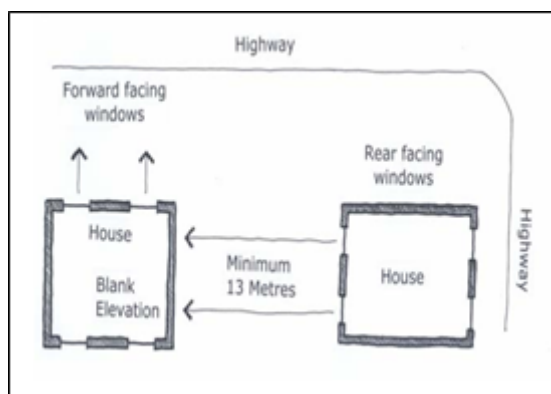 Highway
Forward facing
windows
Rear facing
windows
Highway
House
Minimum
13 Metres
House
Blank
Elevation